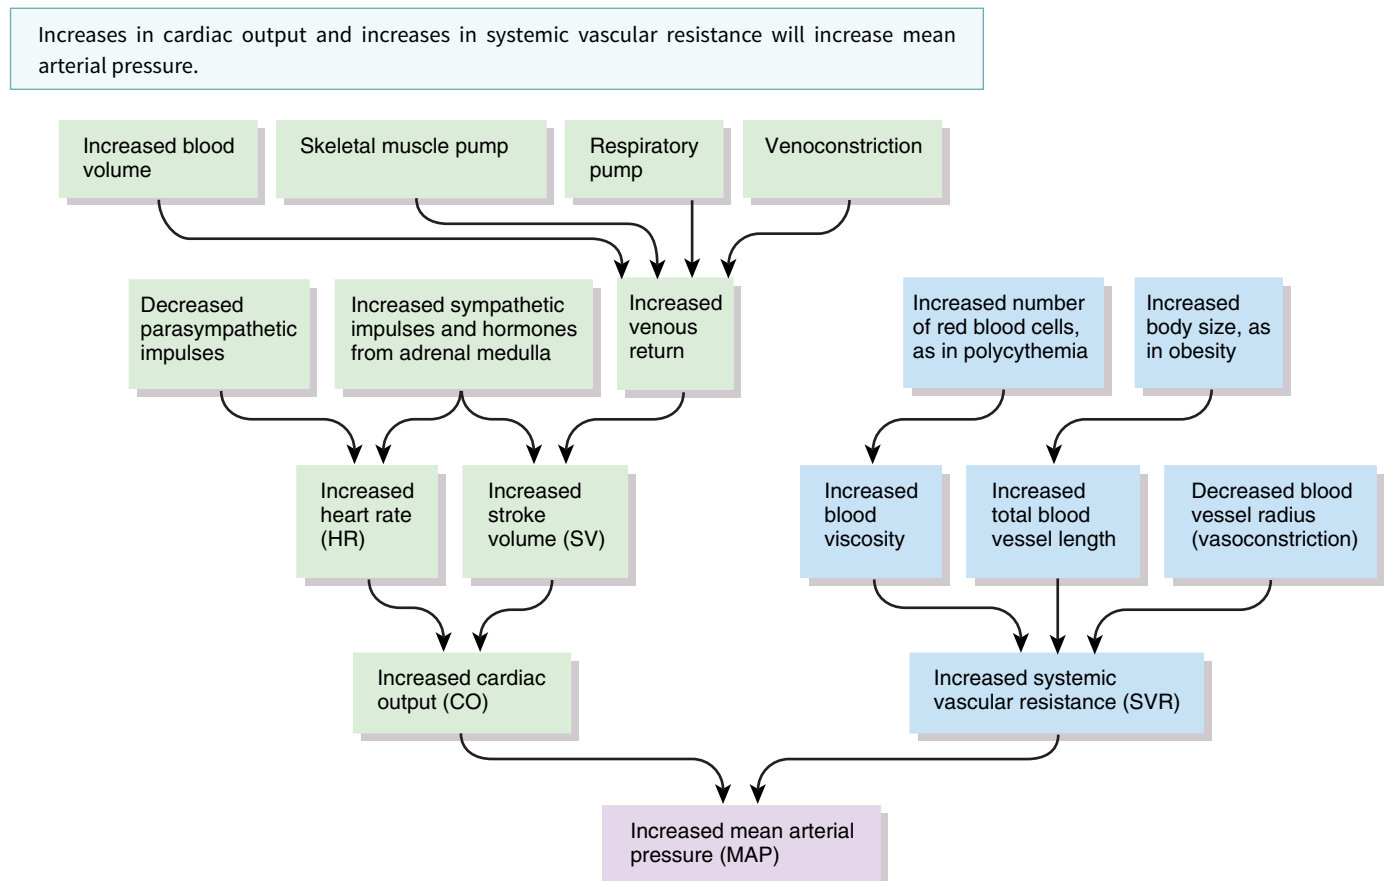 Increases in cardiac output and increases in systemic vascular resistance will increase mean
arterial pressure.
Increased blood
volume
Skeletal muscle pump
Respiratory
pump
Venoconstriction
Decreased
parasympathetic
impulses
Increased sympathetic
impulses and hormones
from adrenal medulla
Increased
venous
return
Increased number
of red blood cells,
as in polycythemia
Increased
body size, as
in obesity
Increased
heart rate
(HR)
Increased
stroke
volume (SV)
Increased
blood
viscosity
Increased
total blood
vessel length
Decreased blood
vessel radius
(vasoconstriction)
Increased cardiac
output (CO)
Increased systemic
vascular resistance (SVR)
Increased mean arterial
pressure (MAP)